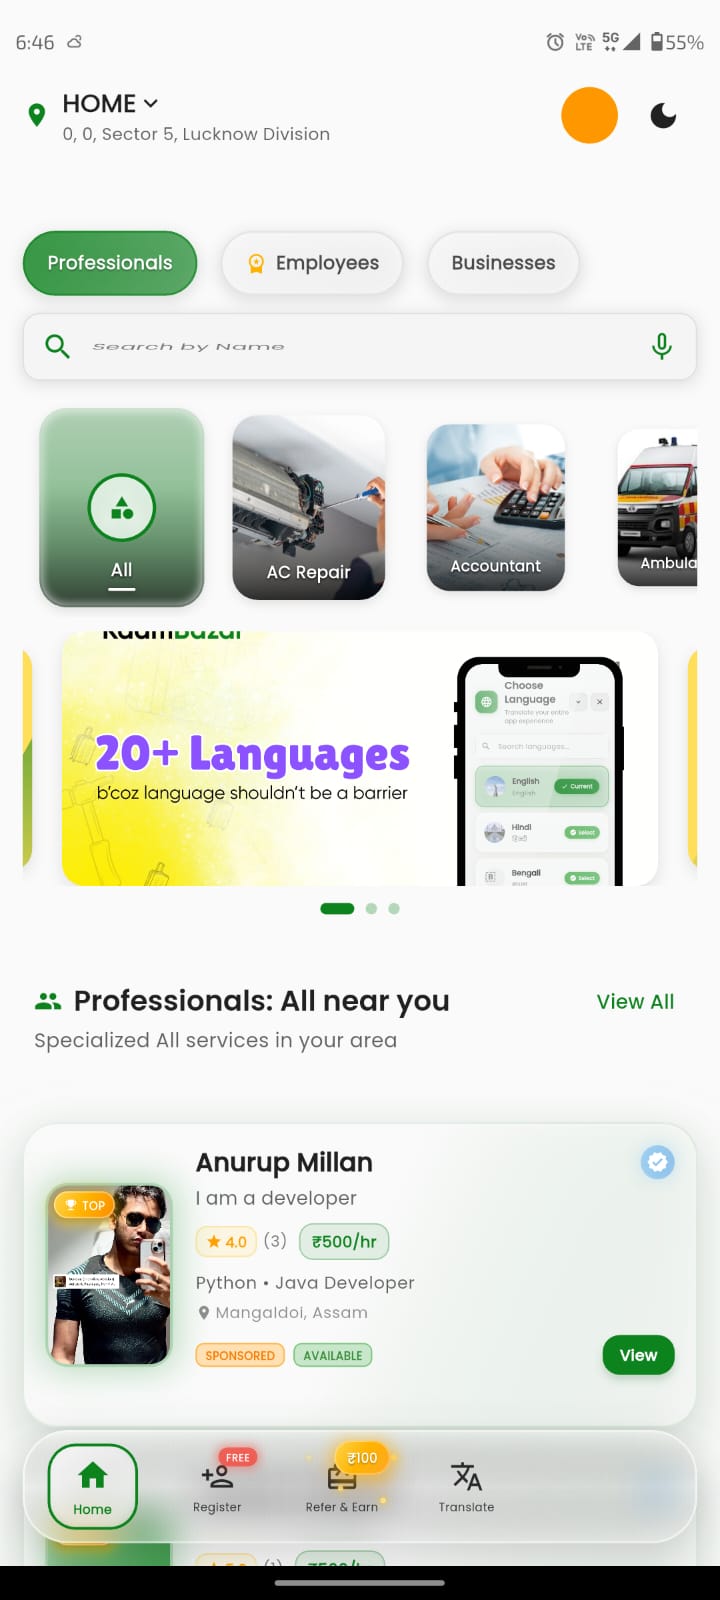 6:46
Vo)) LTE 5G 55%
HOME
0, 0, Sector 5, Lucknow Division
Professionals Employees Businesses
Search by Name
All AC Repair Accountant Ambula
KaamBazar
20+ Languages
b'coz language shouldn't be a barrier
Choose
Language
Translate your entire
app experience
Search languages...
English
English
Current
Hindi
हिन्दी
Select
Bengali
Select
Professionals: All near you
View All
Specialized All services in your area
TOP
Anurup Millan
I am a developer
4.0 (3) ₹500/hr
Python • Java Developer
Mangaldoi, Assam
SPONSORED AVAILABLE
View
FREE ₹100
Home Register Refer & Earn Translate